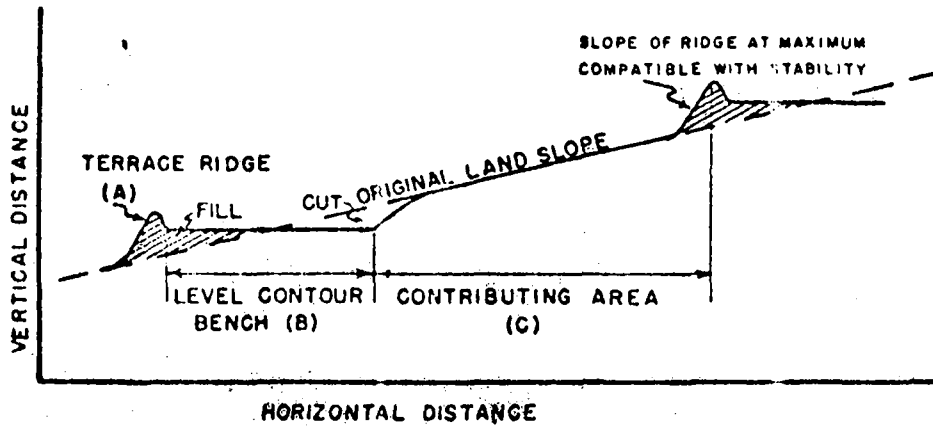 SLOPE OF RIDGE AT MAXIMUM
COMPATIBLE WITH STABILITY
TERRACE RIDGE
(A)
FILL
CUT
ORIGINAL LAND SLOPE
LEVEL CONTOUR
BENCH (B)
CONTRIBUTING AREA
(C)
VERTICAL DISTANCE
HORIZONTAL DISTANCE